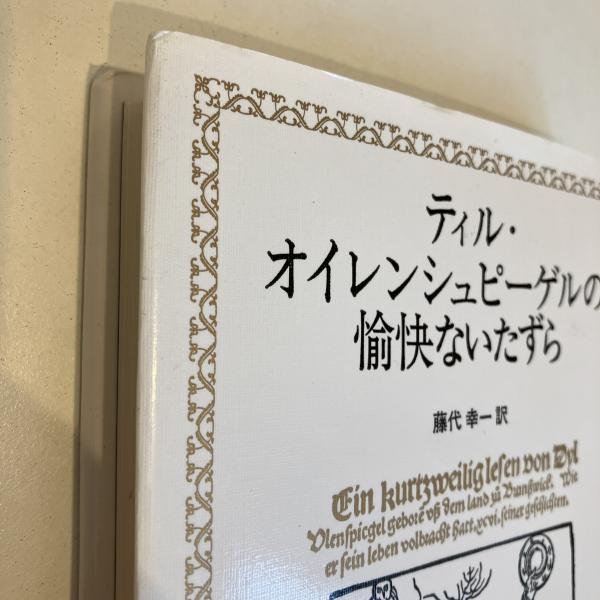 ティル・
オイレンシュピーゲルの
愉快ないたずら
藤代 幸一 訳
Ein kurtzweilig lesen von Dyl
Vlenspiegel geborē vß dem land zů Brunßwick. Wie
er sein leben volbracht hatt. xcvi. seiner geschichten.